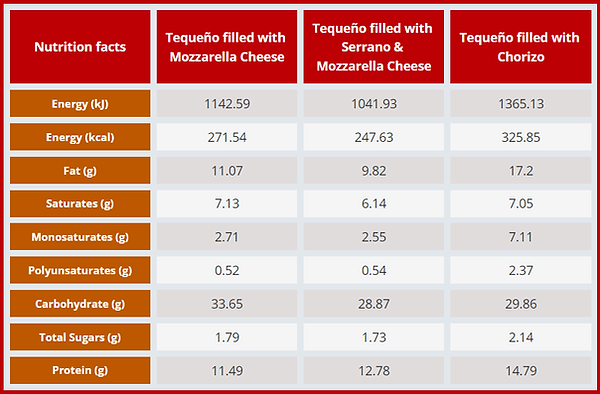 Nutrition facts
Tequeño filled with
Mozzarella Cheese
Tequeño filled with
Serrano &
Mozzarella Cheese
Tequeño filled with
Chorizo
Energy (kJ) 1142.59 1041.93 1365.13
Energy (kcal) 271.54 247.63 325.85
Fat (g) 11.07 9.82 17.2
Saturates (g) 7.13 6.14 7.05
Monosaturates (g) 2.71 2.55 7.11
Polyunsaturates (g) 0.52 0.54 2.37
Carbohydrate (g) 33.65 28.87 29.86
Total Sugars (g) 1.79 1.73 2.14
Protein (g) 11.49 12.78 14.79